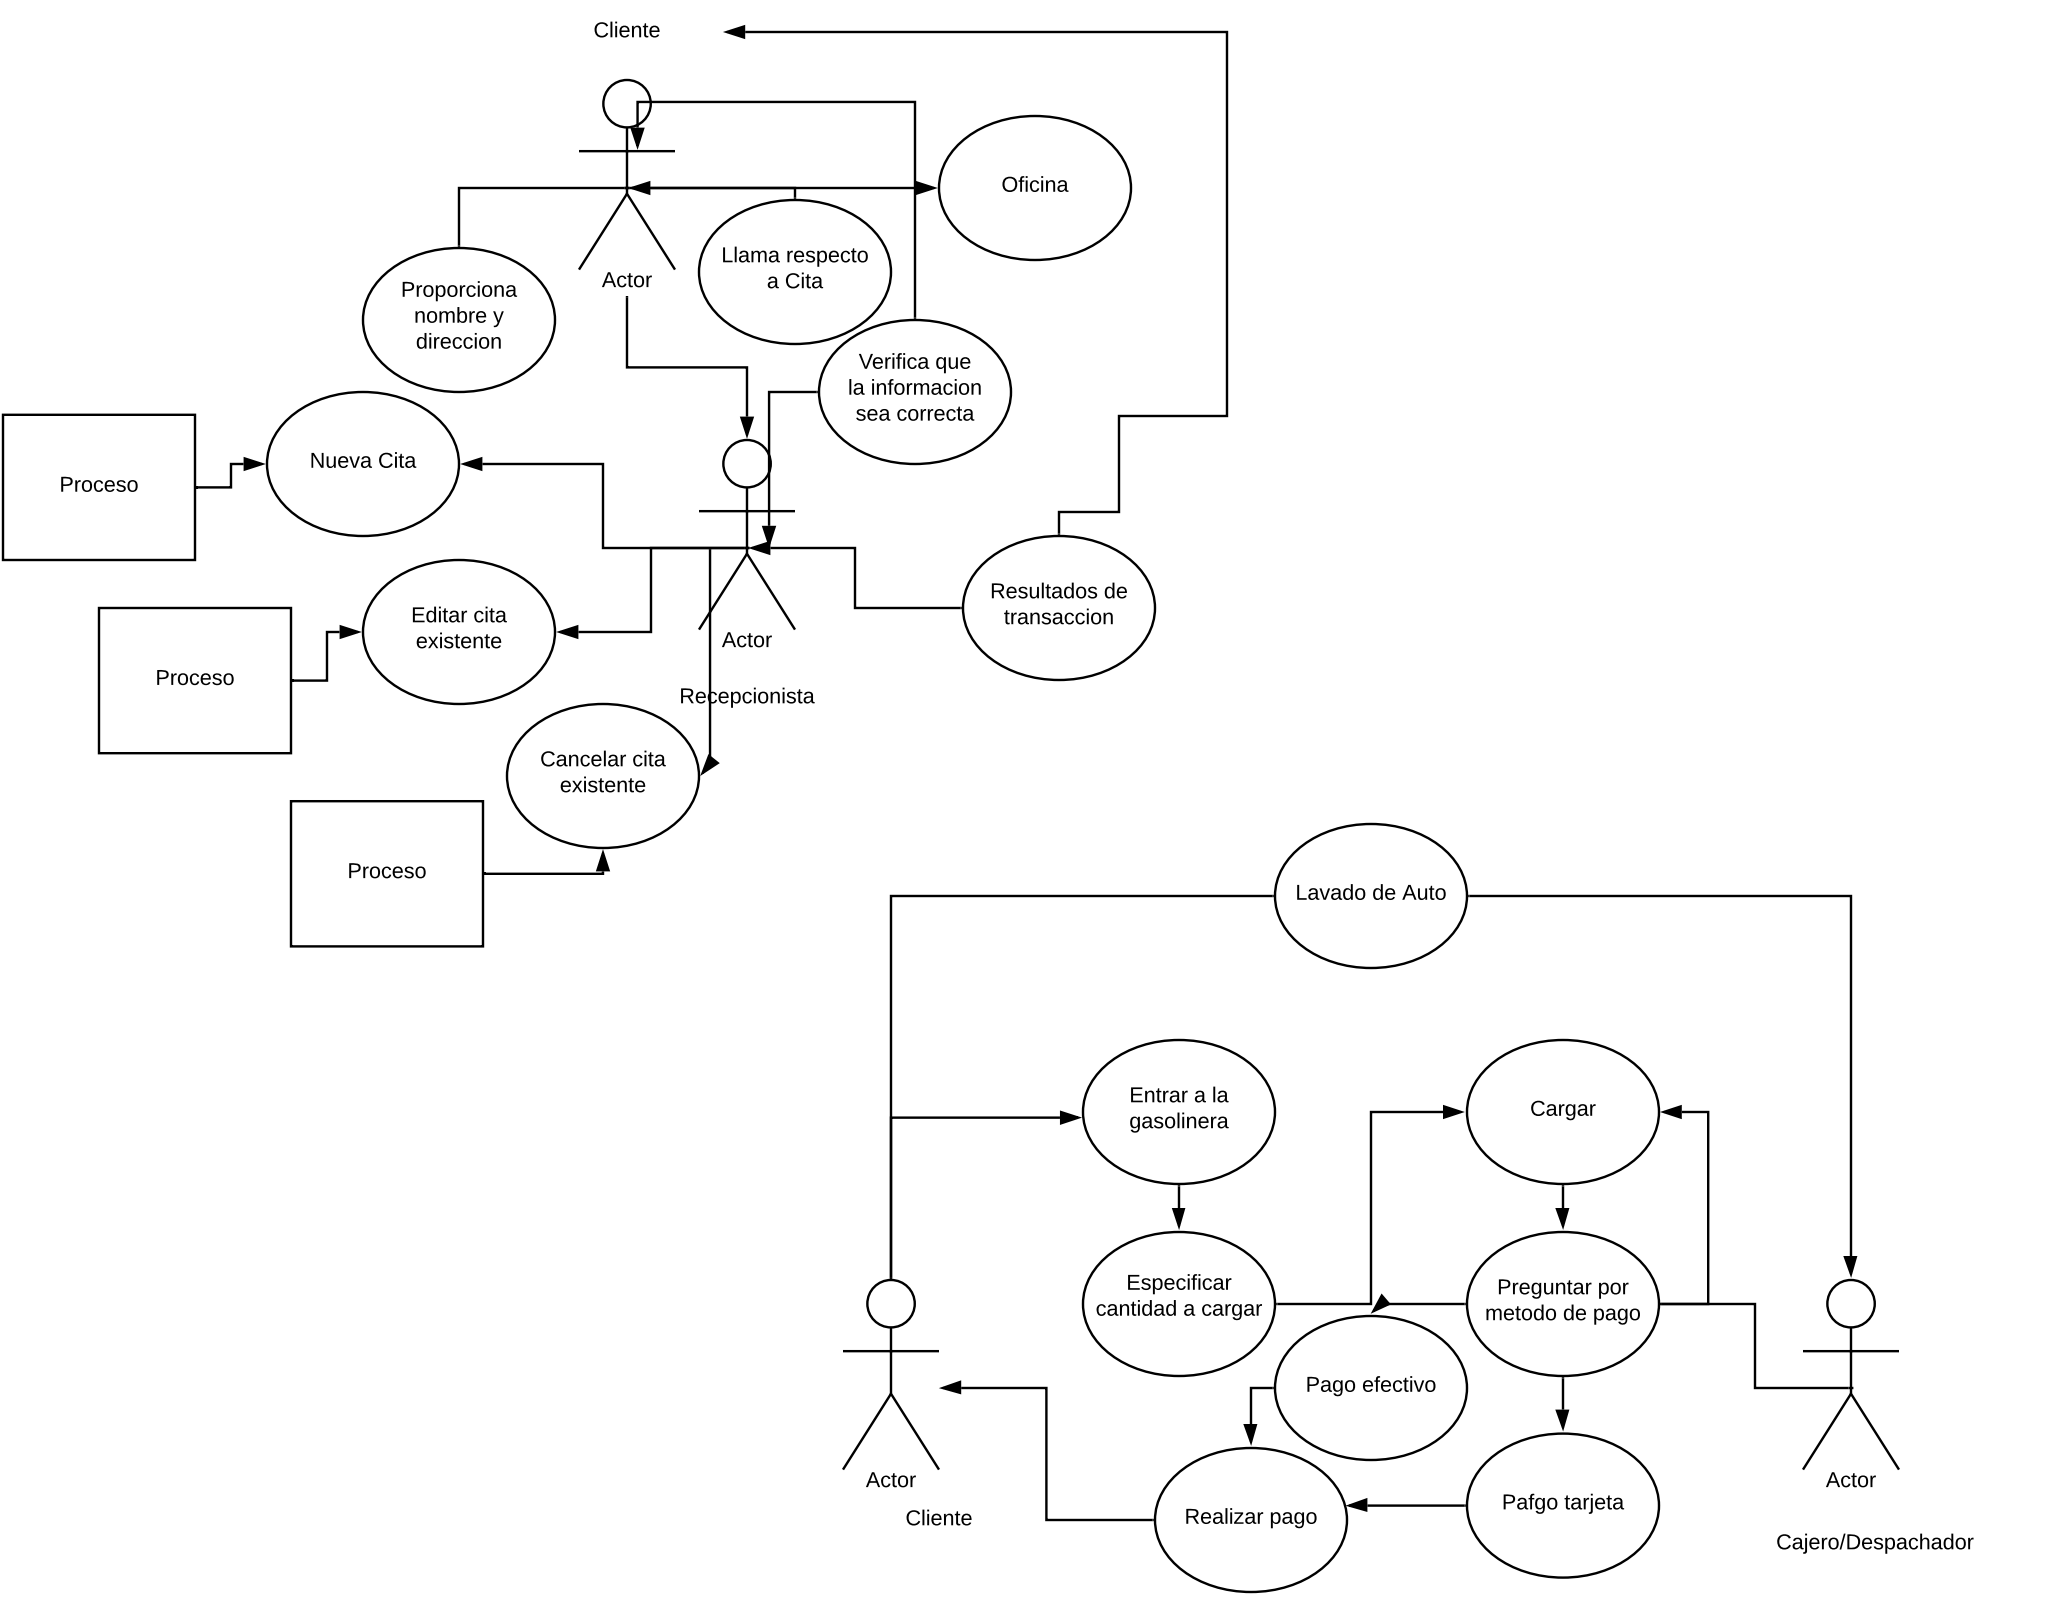 Cliente
Oficina
Llama respecto
a Cita
Actor
Proporciona
nombre y
direccion
Verifica que
la informacion
sea correcta
Nueva Cita
Proceso
Resultados de
transaccion
Editar cita
existente
Actor
Proceso
Recepcionista
Cancelar cita
existente
Proceso
Lavado de Auto
Entrar a la
gasolinera
Cargar
Especificar
cantidad a cargar
Preguntar por
metodo de pago
Pago efectivo
Actor
Cliente
Realizar pago
Pafgo tarjeta
Actor
Cajero/Despachador